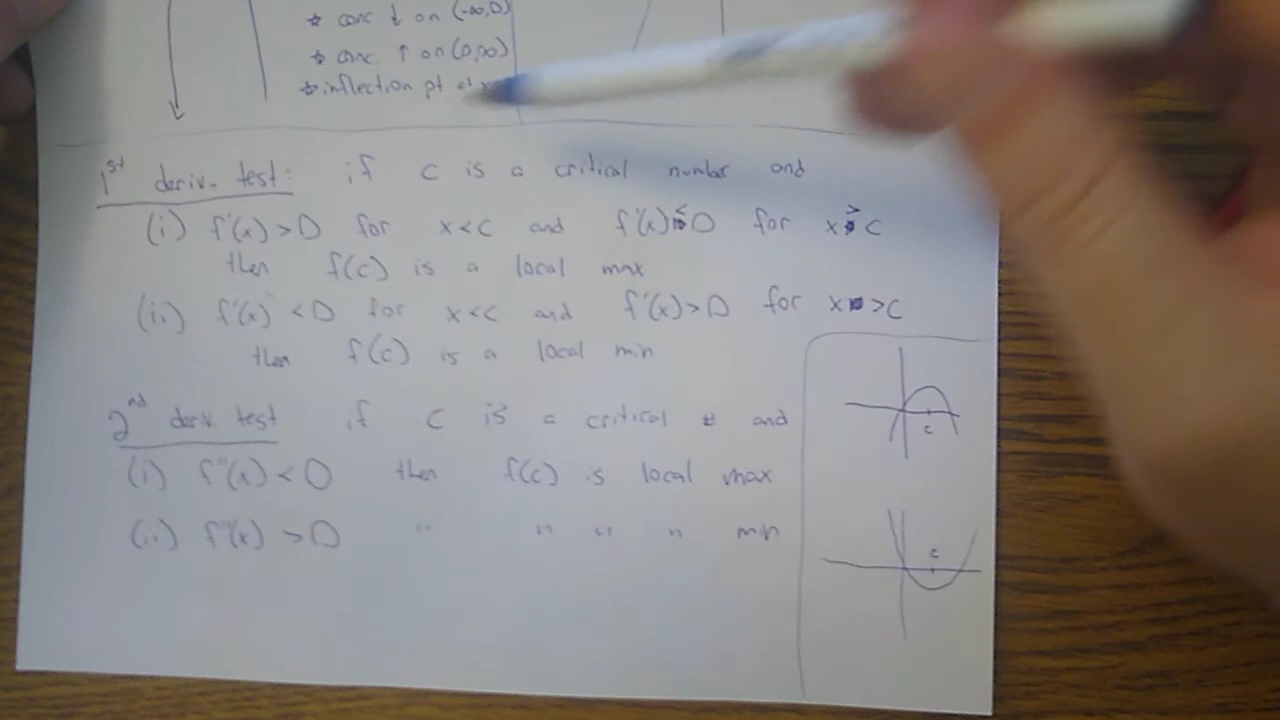 * conc ↓ on (-∞,0)
* conc. ↑ on (0,∞)
* inflection pt at
1st deriv. test: if c is a critical number and
(i) f'(x) > 0 for x < c and f'(x) < 0 for x > c
then f(c) is a local max
(ii) f'(x) < 0 for x < c and f'(x) > 0 for x > c
then f(c) is a local min
2nd deriv. test if c is a critical # and
(i) f''(x) < 0 then f(c) is local max
(ii) f''(x) > 0 " " " " min
c
c